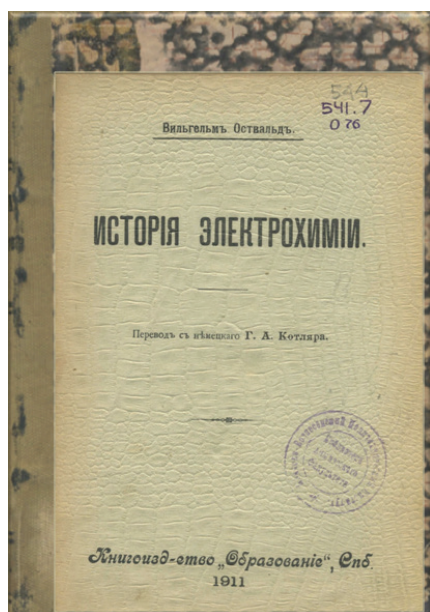 544
541.7
О 76
Вильгельмъ Оствальдъ.
ИСТОРІЯ ЭЛЕКТРОХИМІИ.
Переводъ съ нѣмецкаго Г. А. Котляра.
Книгоизд-ство „Образованіе“, Спб.
1911